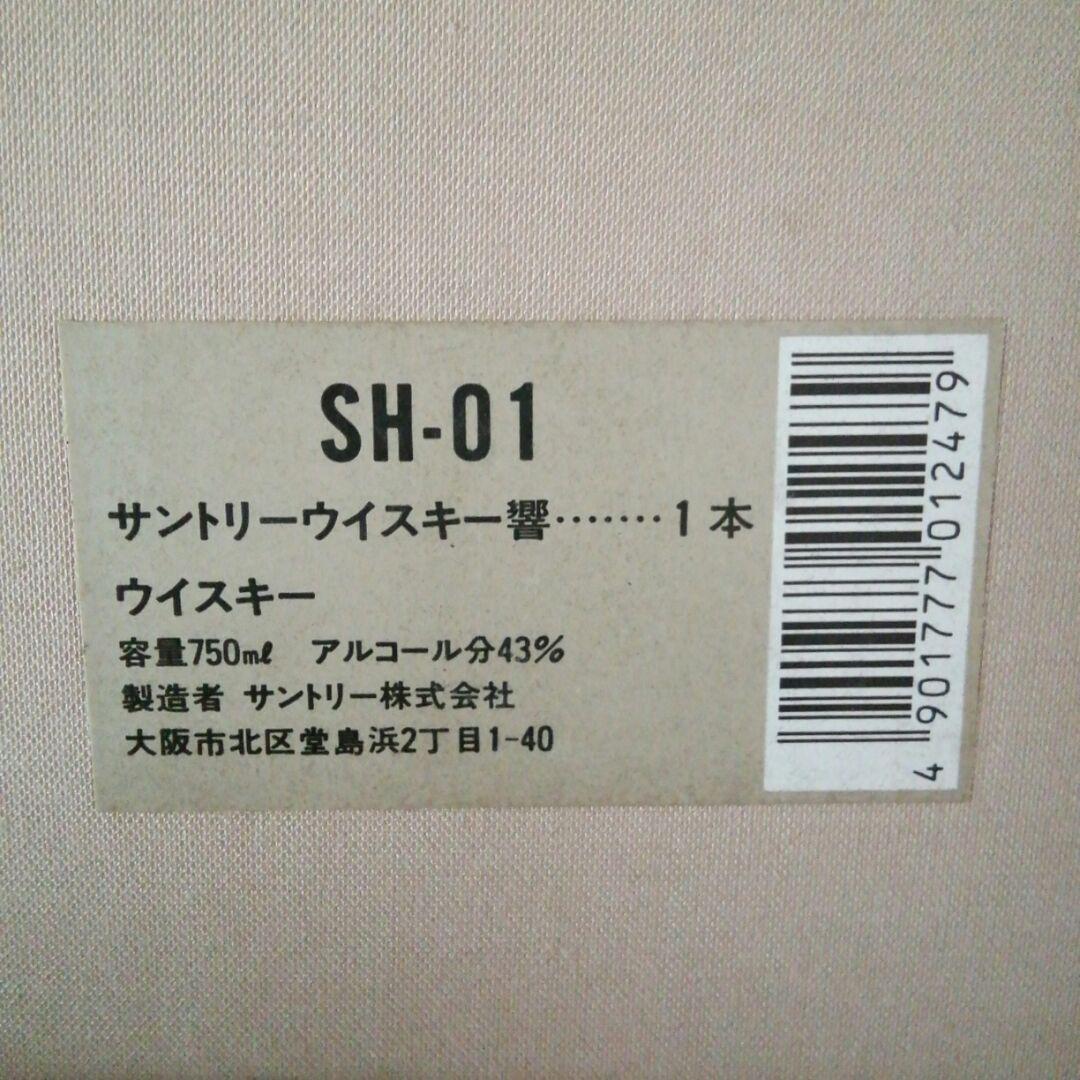 SH-01
サントリーウイスキー響………1本
ウイスキー
容量750㎖ アルコール分43%
製造者 サントリー株式会社
大阪市北区堂島浜2丁目1-40
4 901777 012479